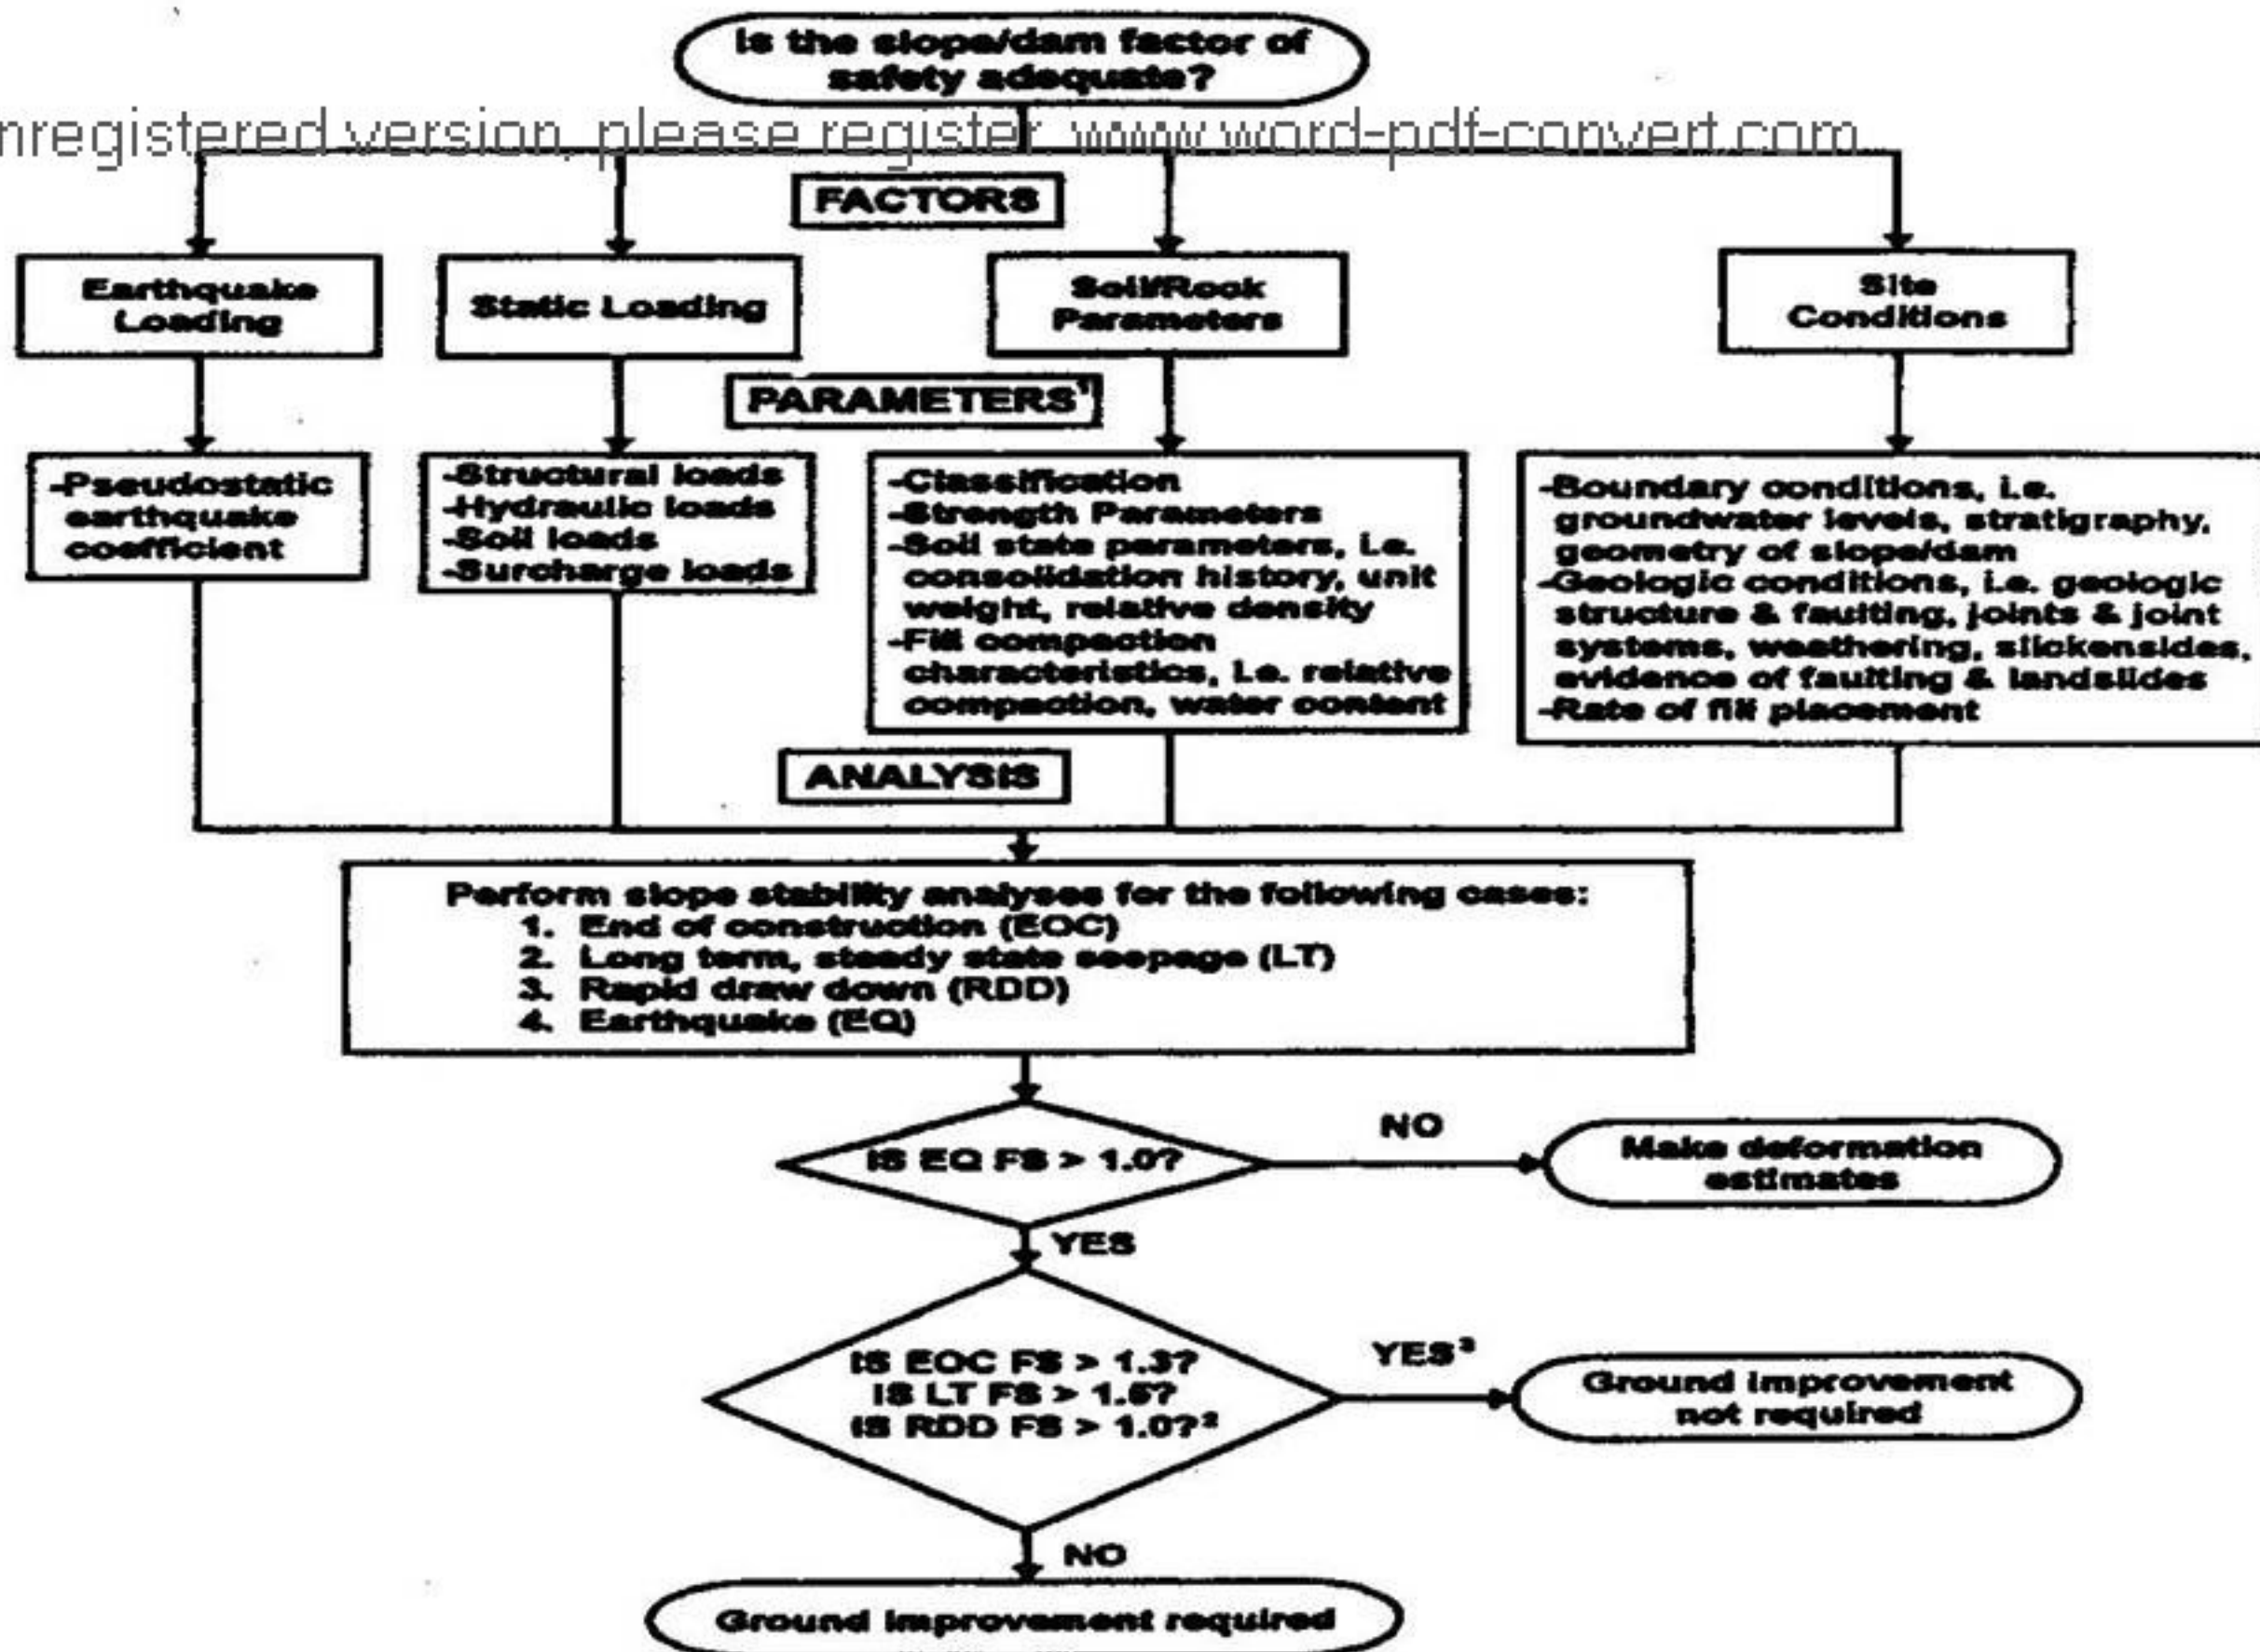 Is the slope/dam factor of
safety adequate?
nregistered version, please register www.word-pdf-convert.com
FACTORS
Earthquake
Loading
Static Loading
Soil/Rock
Parameters
Site
Conditions
PARAMETERS¹
-Pseudostatic
earthquake
coefficient
-Structural loads
-Hydraulic loads
-Soil loads
-Surcharge loads
-Classification
-Strength Parameters
-Soil state parameters, i.e.
consolidation history, unit
weight, relative density
-Fill compaction
characteristics, i.e. relative
compaction, water content
-Boundary conditions, i.e.
groundwater levels, stratigraphy,
geometry of slope/dam
-Geologic conditions, i.e. geologic
structure & faulting, joints & joint
systems, weathering, slickensides,
evidence of faulting & landslides
-Rate of fill placement
ANALYSIS
Perform slope stability analyses for the following cases:
1. End of construction (EOC)
2. Long term, steady state seepage (LT)
3. Rapid draw down (RDD)
4. Earthquake (EQ)
IS EQ FS > 1.0?
NO
Make deformation
estimates
YES
IS EOC FS > 1.3?
IS LT FS > 1.5?
IS RDD FS > 1.0?²
YES³
Ground improvement
not required
NO
Ground improvement required